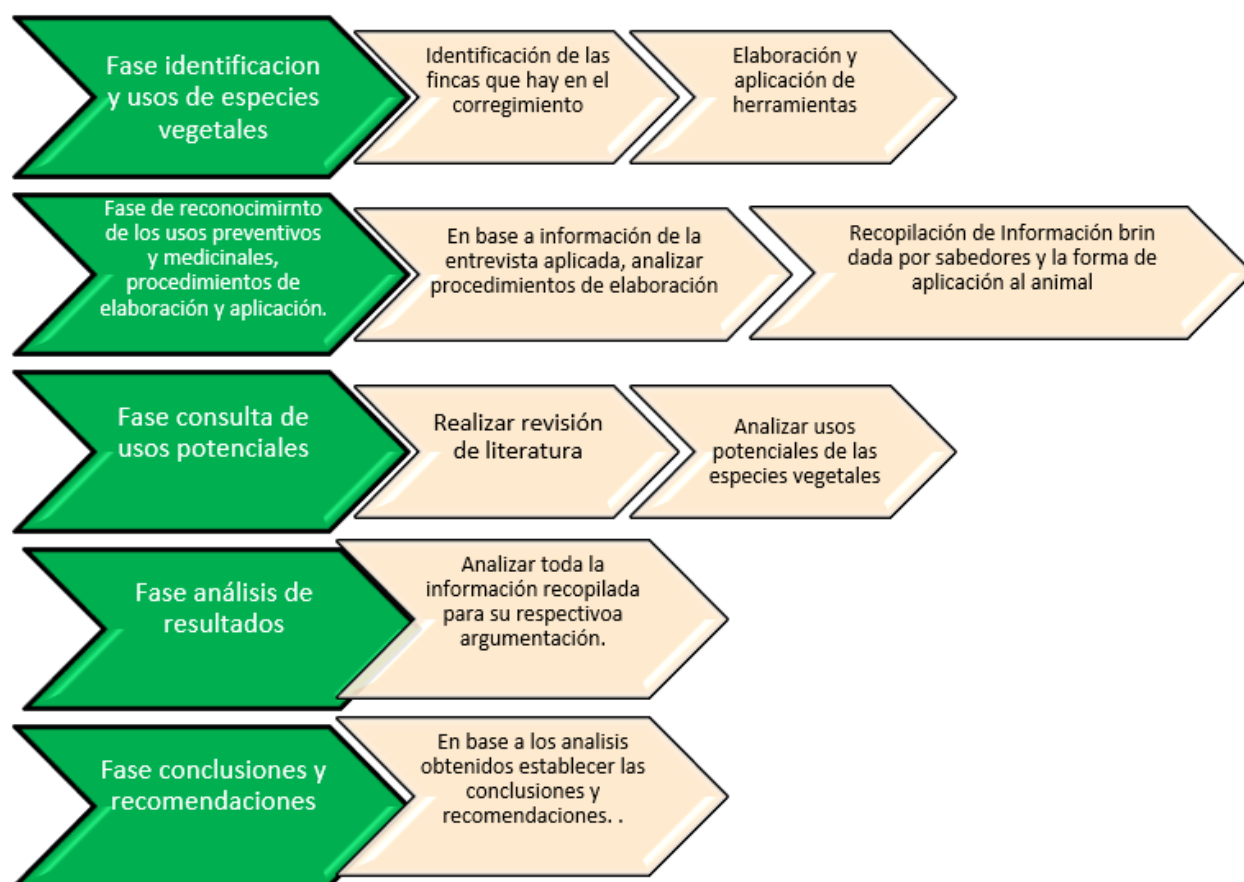 Fase identificacion
y usos de especies
vegetales
Identificación de las
fincas que hay en el
corregimiento
Elaboración y
aplicación de
herramientas
Fase de reconocimirnto
de los usos preventivos
y medicinales,
procedimientos de
elaboración y aplicación.
En base a información de la
entrevista aplicada, analizar
procedimientos de elaboración
Recopilación de Información brin
dada por sabedores y la forma de
aplicación al animal
Fase consulta de
usos potenciales
Realizar revisión
de literatura
Analizar usos
potenciales de las
especies vegetales
Fase análisis de
resultados
Analizar toda la
información recopilada
para su respectivoa
argumentación.
Fase conclusiones y
recomendaciones
En base a los analisis
obtenidos establecer las
conclusiones y
recomendaciones. .